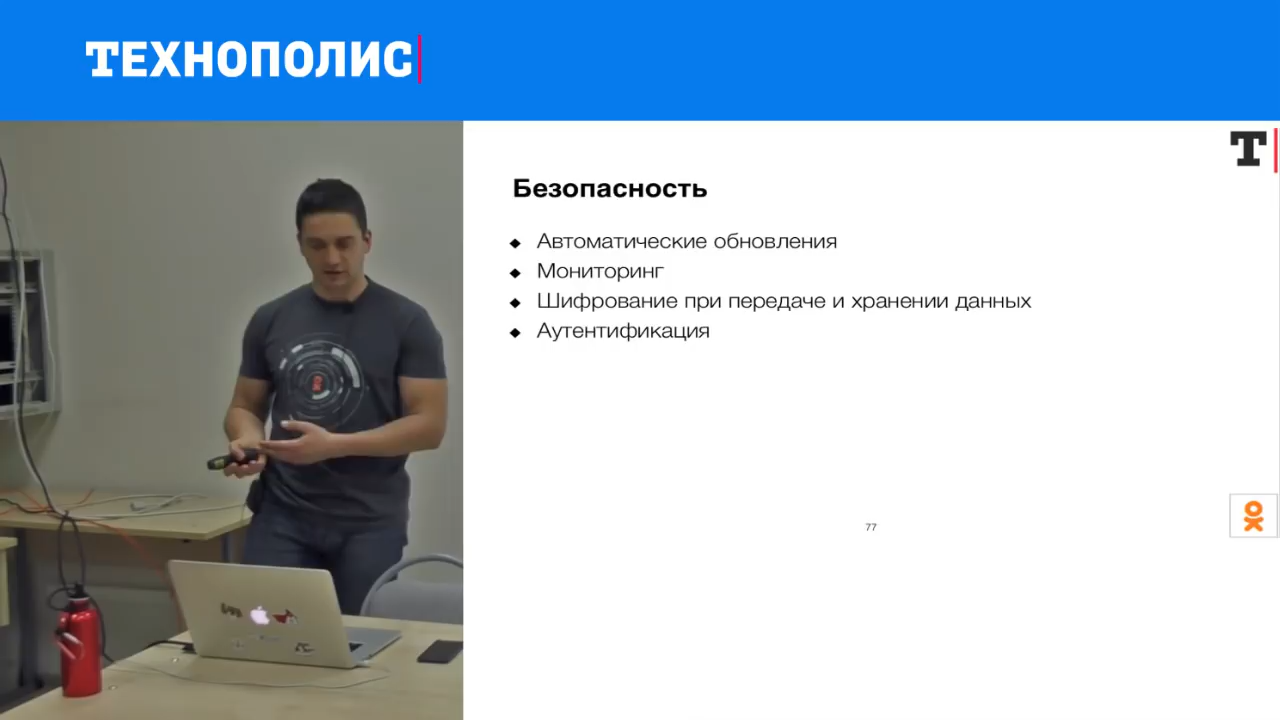 ТЕХНОПОЛИС
Т
Безопасность
Автоматические обновления
Мониторинг
Шифрование при передаче и хранении данных
Аутентификация
77